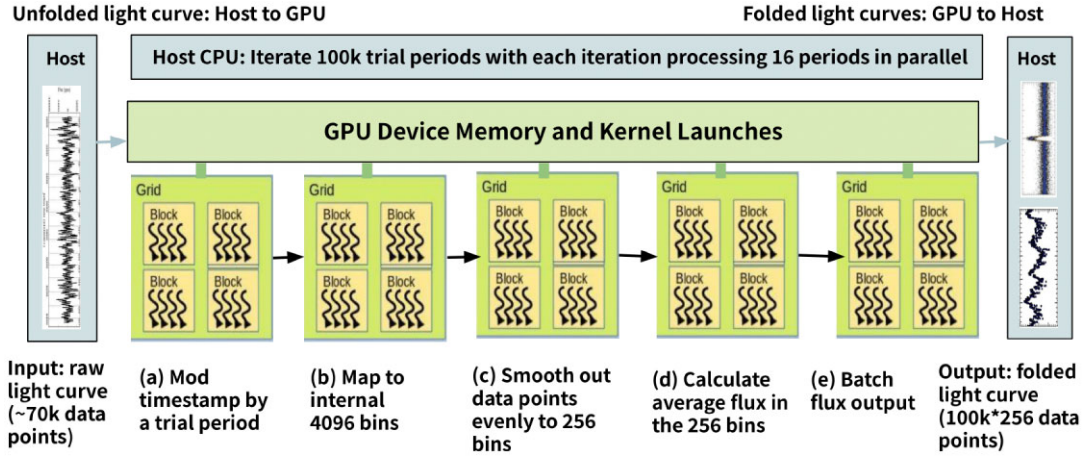 Unfolded light curve: Host to GPU
Folded light curves: GPU to Host
Host
Host CPU: Iterate 100k trial periods with each iteration processing 16 periods in parallel
Host
GPU Device Memory and Kernel Launches
Grid
Block Block
Block Block
Grid
Block Block
Block Block
Grid
Block Block
Block Block
Grid
Block Block
Block Block
Grid
Block Block
Block Block
Input: raw
light curve
(~70k data
points)
(a) Mod
timestamp by
a trial period
(b) Map to
internal
4096 bins
(c) Smooth out
data points
evenly to 256
bins
(d) Calculate
average flux in
the 256 bins
(e) Batch
flux output
Output: folded
light curve
(100k*256 data
points)